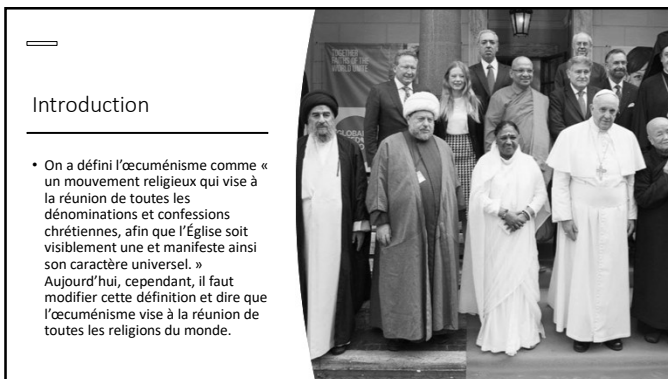 Introduction
• On a défini l’œcuménisme comme «
un mouvement religieux qui vise à
la réunion de toutes les
dénominations et confessions
chrétiennes, afin que l’Église soit
visiblement une et manifeste ainsi
son caractère universel. »
Aujourd’hui, cependant, il faut
modifier cette définition et dire que
l’œcuménisme vise à la réunion de
toutes les religions du monde.
TOGETHER
FAITHS OF THE
WORLD UNITE
GLOBAL